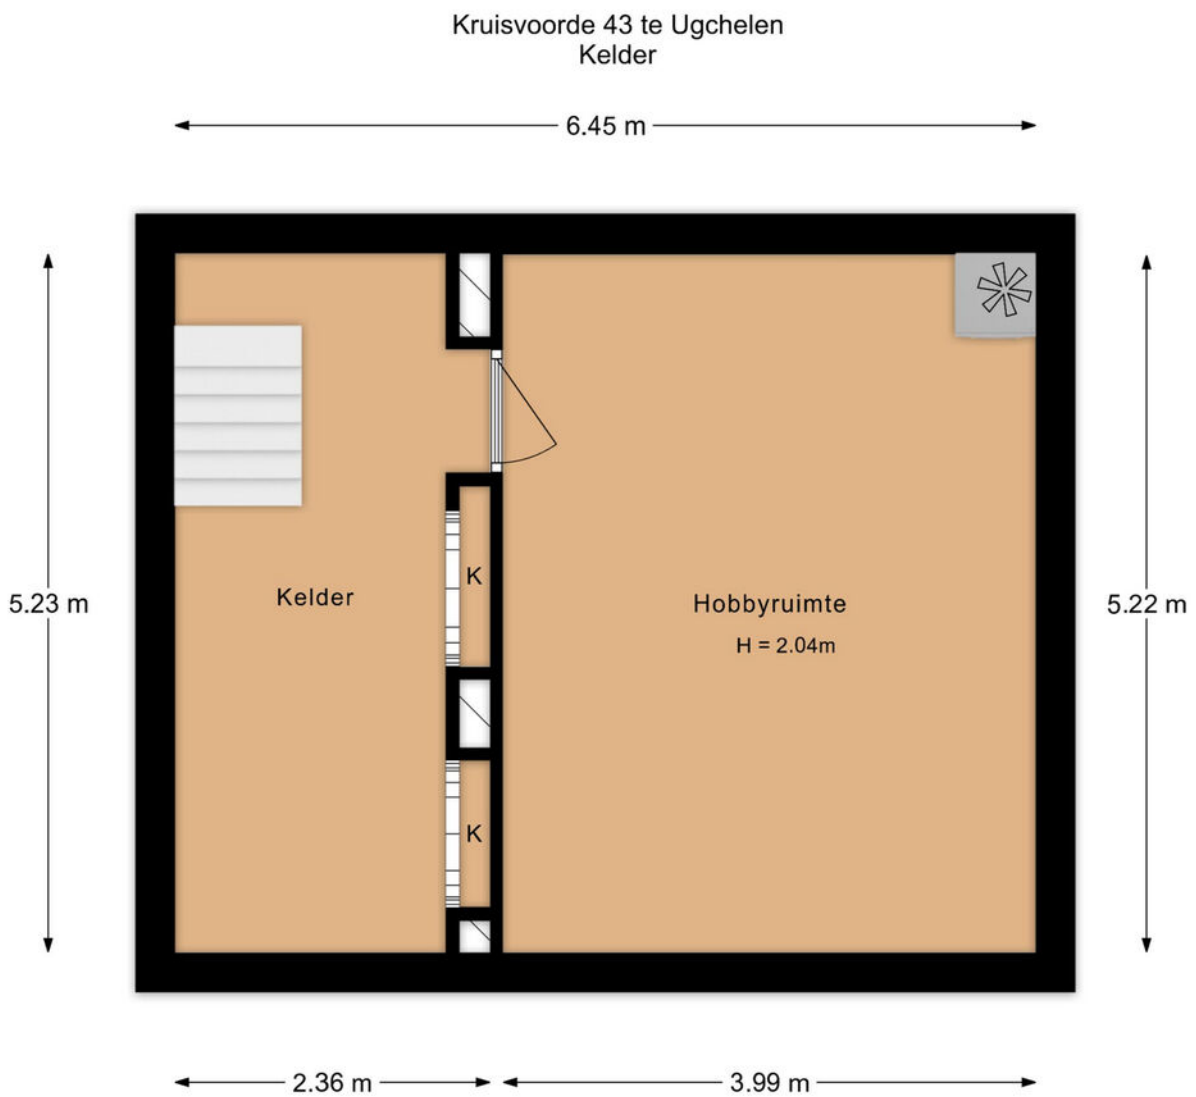 Kruisvoorde 43 te Ugchelen
Kelder
6.45 m
5.23 m
5.22 m
K
Kelder
Hobbyruimte
H = 2.04m
K
2.36 m
3.99 m